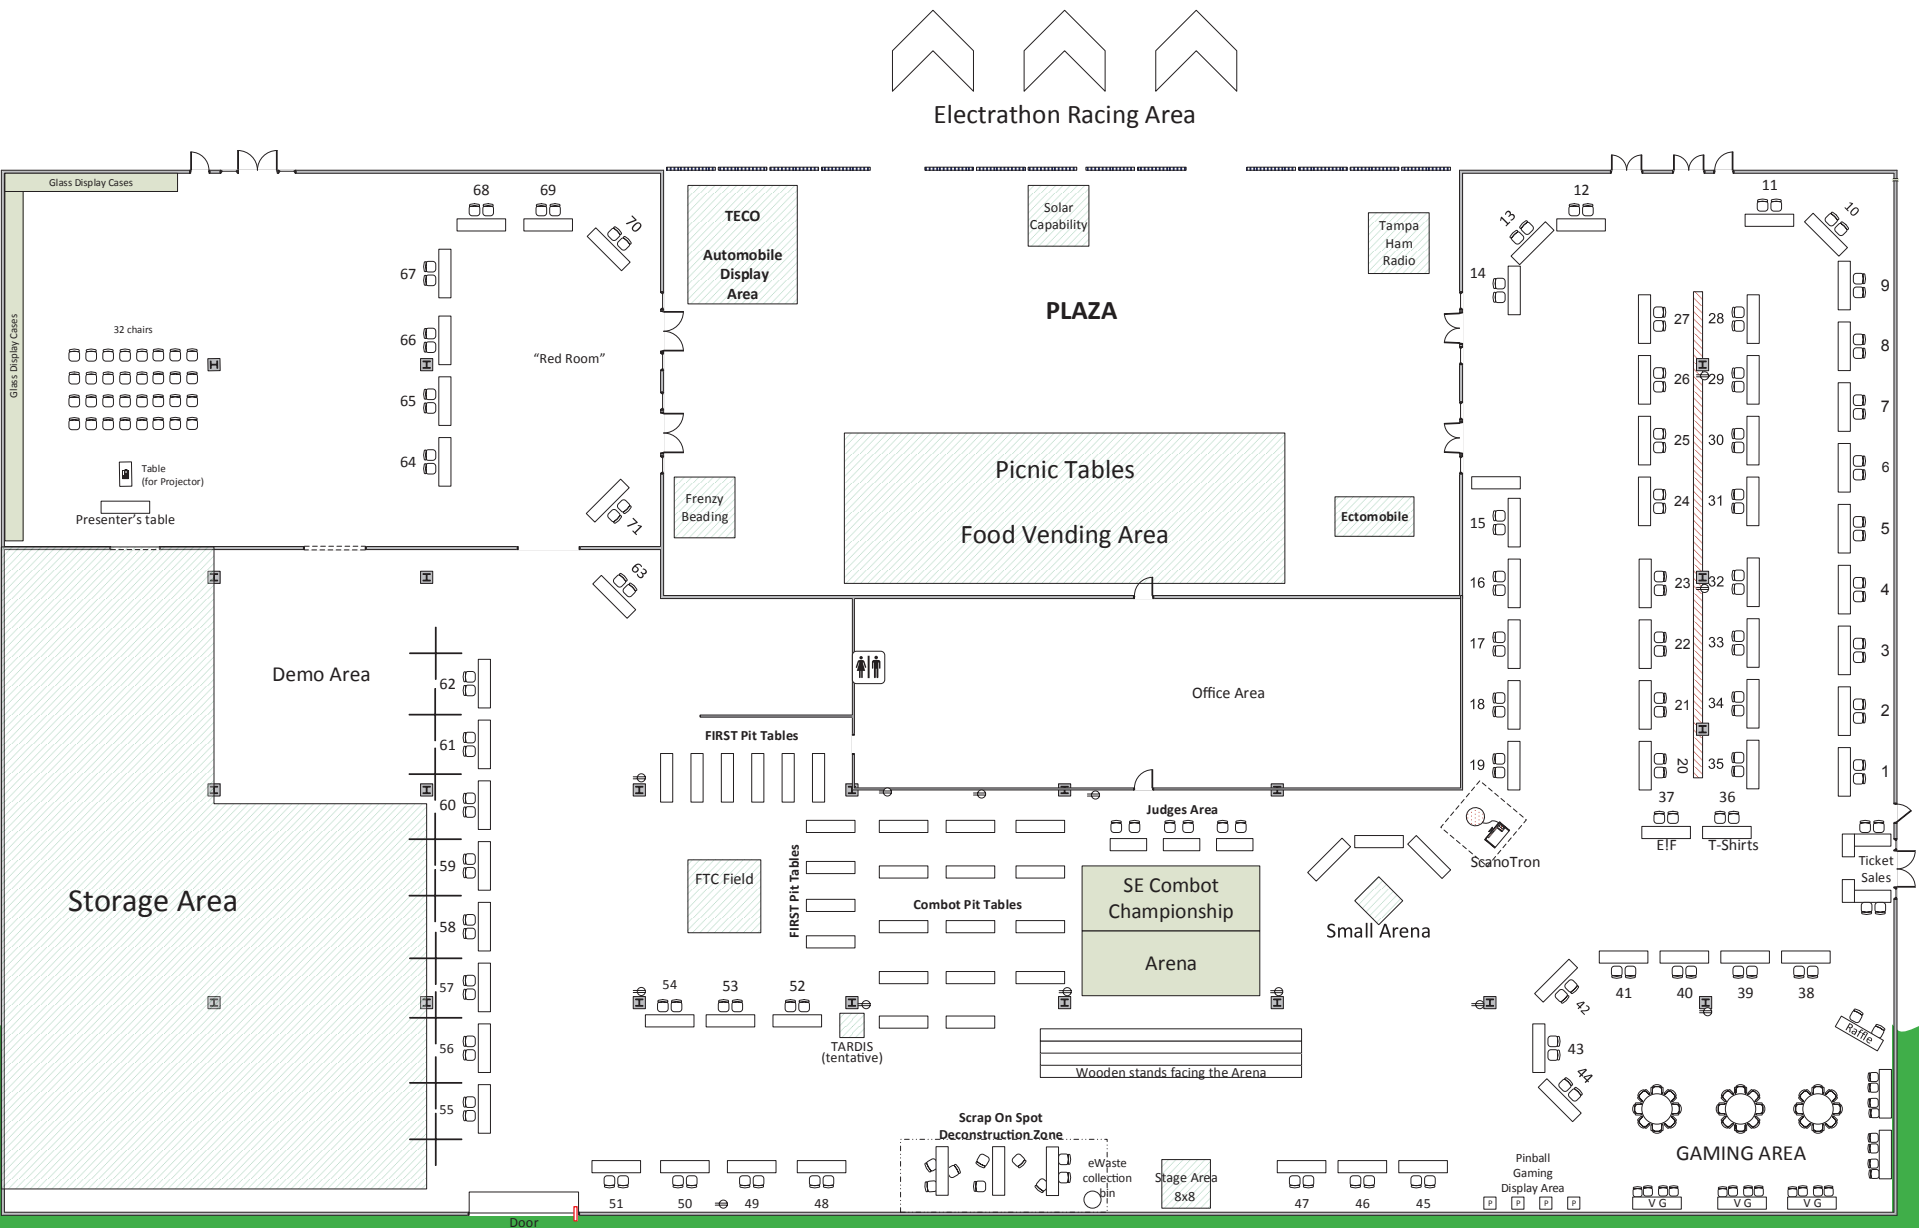 Electrathon Racing Area
Glass Display Cases
Glass Display Cases
68
69
70
67
66
65
64
71
63
32 chairs
"Red Room"
Table
(for Projector)
Presenter's table
TECO
Automobile
Display
Area
Solar
Capability
Tampa
Ham
Radio
PLAZA
Picnic Tables
Food Vending Area
Frenzy
Beading
Ectomobile
12
11
13
10
14
9
8
7
6
5
4
3
2
1
27
28
26
29
25
30
24
31
23
32
22
33
21
34
20
35
15
16
17
18
19
37
36
E!F
T-Shirts
Ticket
Sales
Demo Area
Storage Area
62
61
60
59
58
57
56
55
Office Area
FIRST Pit Tables
FIRST Pit Tables
FTC Field
Combot Pit Tables
Judges Area
SE Combot
Championship
Arena
Small Arena
ScanoTron
54
53
52
TARDIS
(tentative)
Wooden stands facing the Arena
41
40
39
38
42
43
44
Raffle
GAMING AREA
Scrap On Spot
Deconstruction Zone
eWaste
collection
bin
Stage Area
8x8
Pinball
Gaming
Display Area
P
P
P
P
V G
V G
V G
51
50
49
48
47
46
45
Door